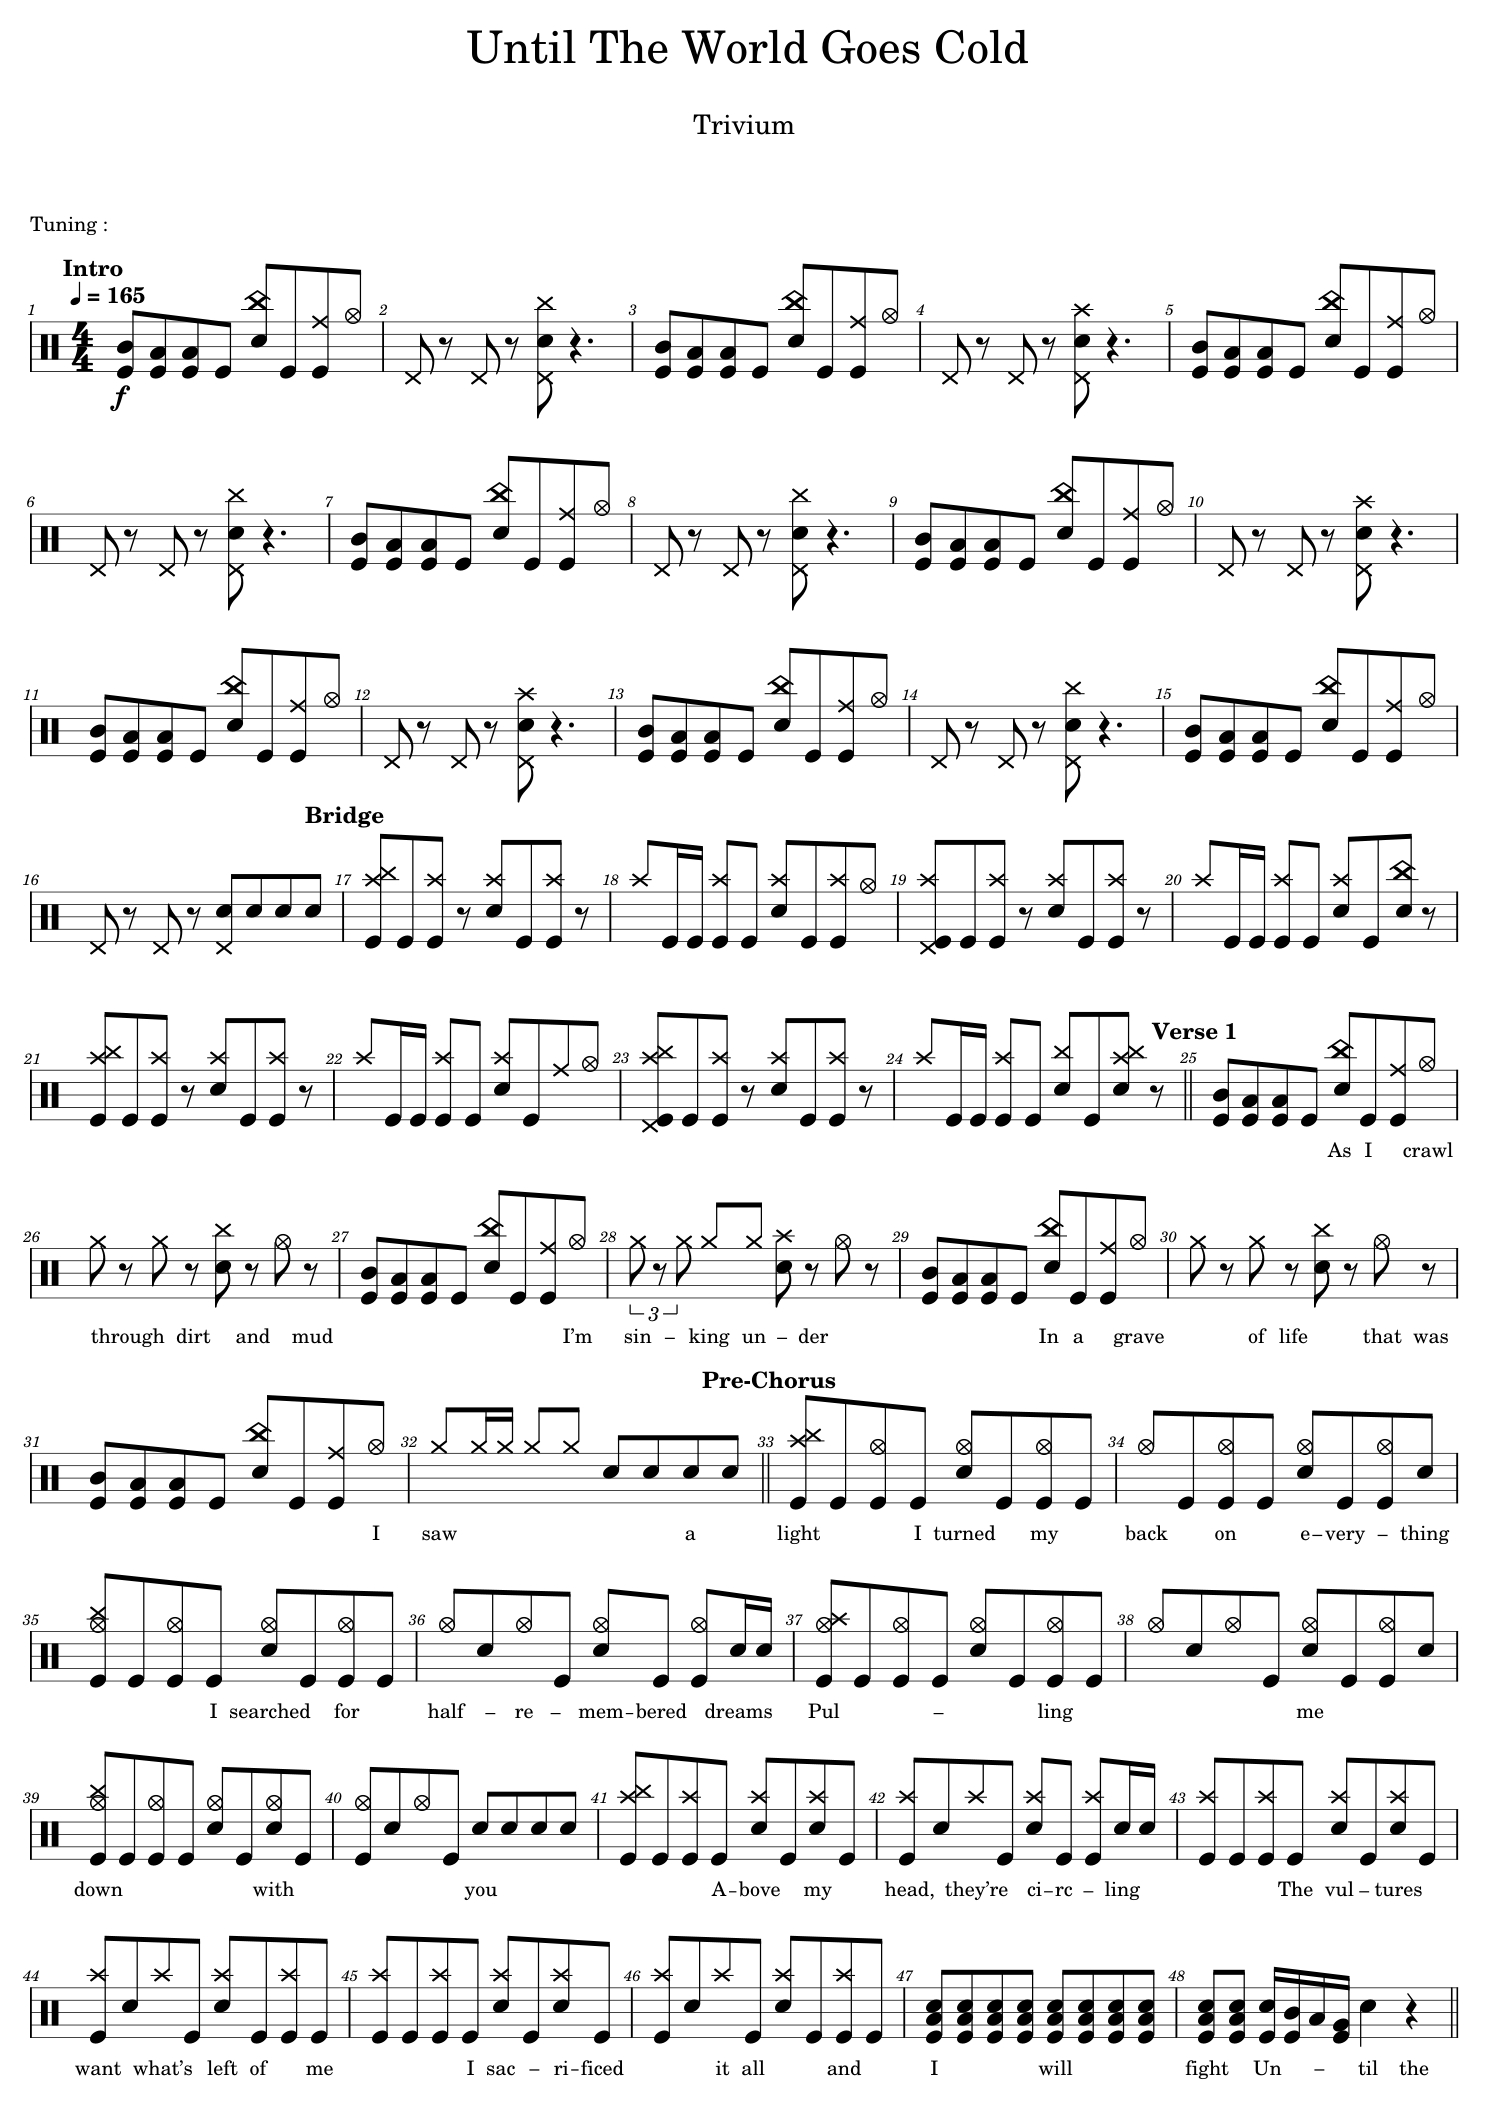 Until The World Goes Cold
Trivium
Tuning :
Intro
♩ = 165
1 2 3 4 5
4
4
f
6 7 8 9 10
11 12 13 14 15
Bridge
16 17 18 19 20
Verse 1
21 22 23 24 25
As I crawl
26 27 28 29 30
3
through dirt and mud I’m sin – king un – der In a grave of life that was
Pre-Chorus
31 32 33 34
I saw a light I turned my back on e – very – thing
35 36 37 38
I searched for half – re – mem – bered dreams Pul – ling me
39 40 41 42 43
down with you A – bove my head, they’re ci – rc – ling The vul – tures
44 45 46 47 48
want what’s left of me I sac – ri – ficed it all and I will fight Un – til the